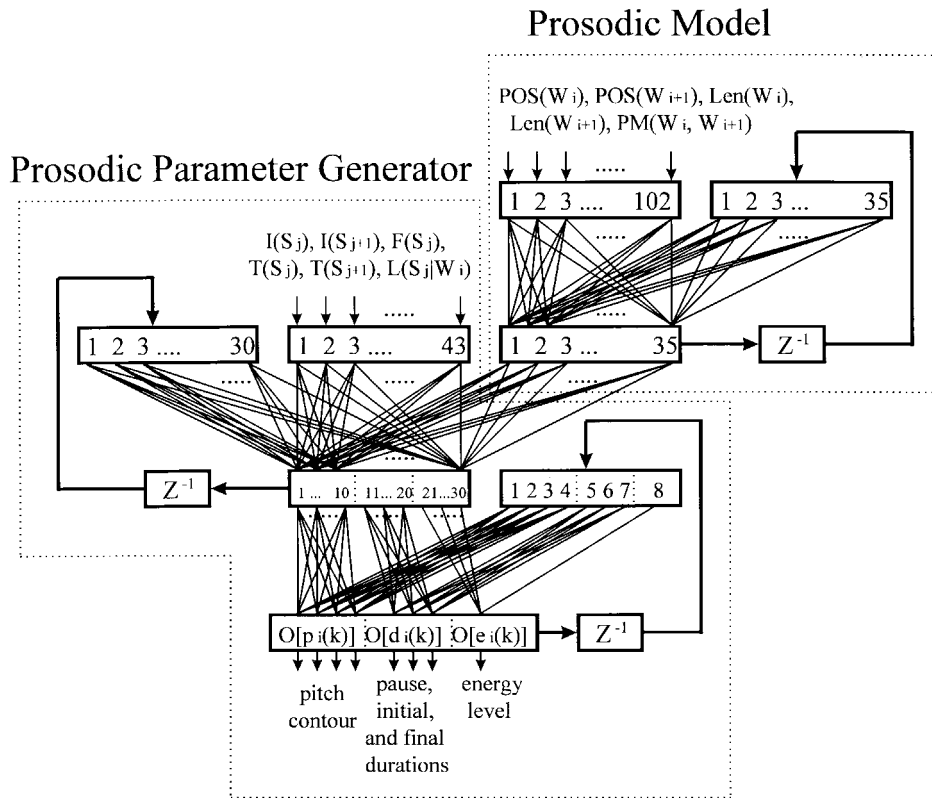 Prosodic Model
POS(W i), POS(W i+1), Len(W i),
Len(W i+1), PM(W i, W i+1)
.....
1 2 3 .... 102
1 2 3 ... 35
.....
.....
Prosodic Parameter Generator
I(S j), I(S j+1), F(S j),
T(S j), T(S j+1), L(S j|W i)
.....
.....
1 2 3 .... 30
1 2 3 .... 43
1 2 3 ... 35
Z -1
.....
.....
.....
.....
Z -1
1 ... 10 11... 20 21...30
1 2 3 4 5 6 7 8
.....
.....
O[p i(k)] O[d i(k)] O[e i(k)]
Z -1
pitch
contour
pause,
initial,
and final
durations
energy
level